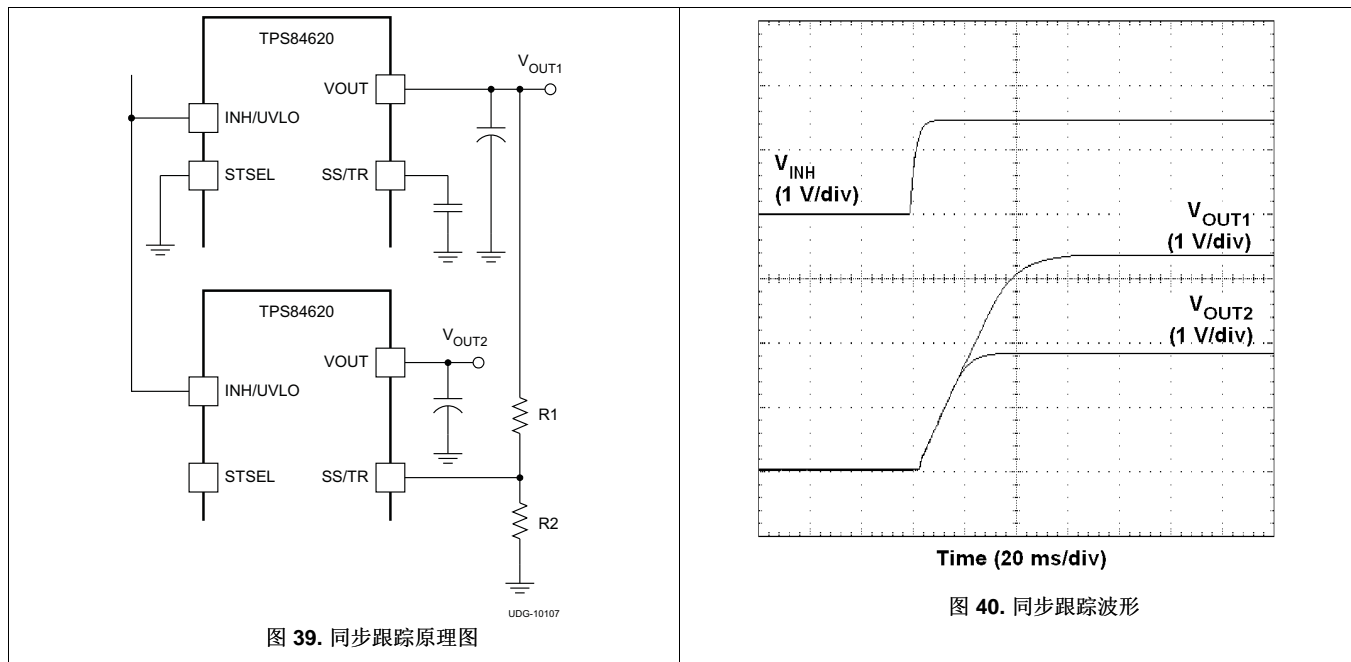 TPS84620
VOUT
VOUT1
INH/UVLO
STSEL
SS/TR
TPS84620
VOUT2
VOUT
INH/UVLO
R1
STSEL
SS/TR
R2
UDG-10107
图 39. 同步跟踪原理图
VINH
(1 V/div)
VOUT1
(1 V/div)
VOUT2
(1 V/div)
Time (20 ms/div)
图 40. 同步跟踪波形